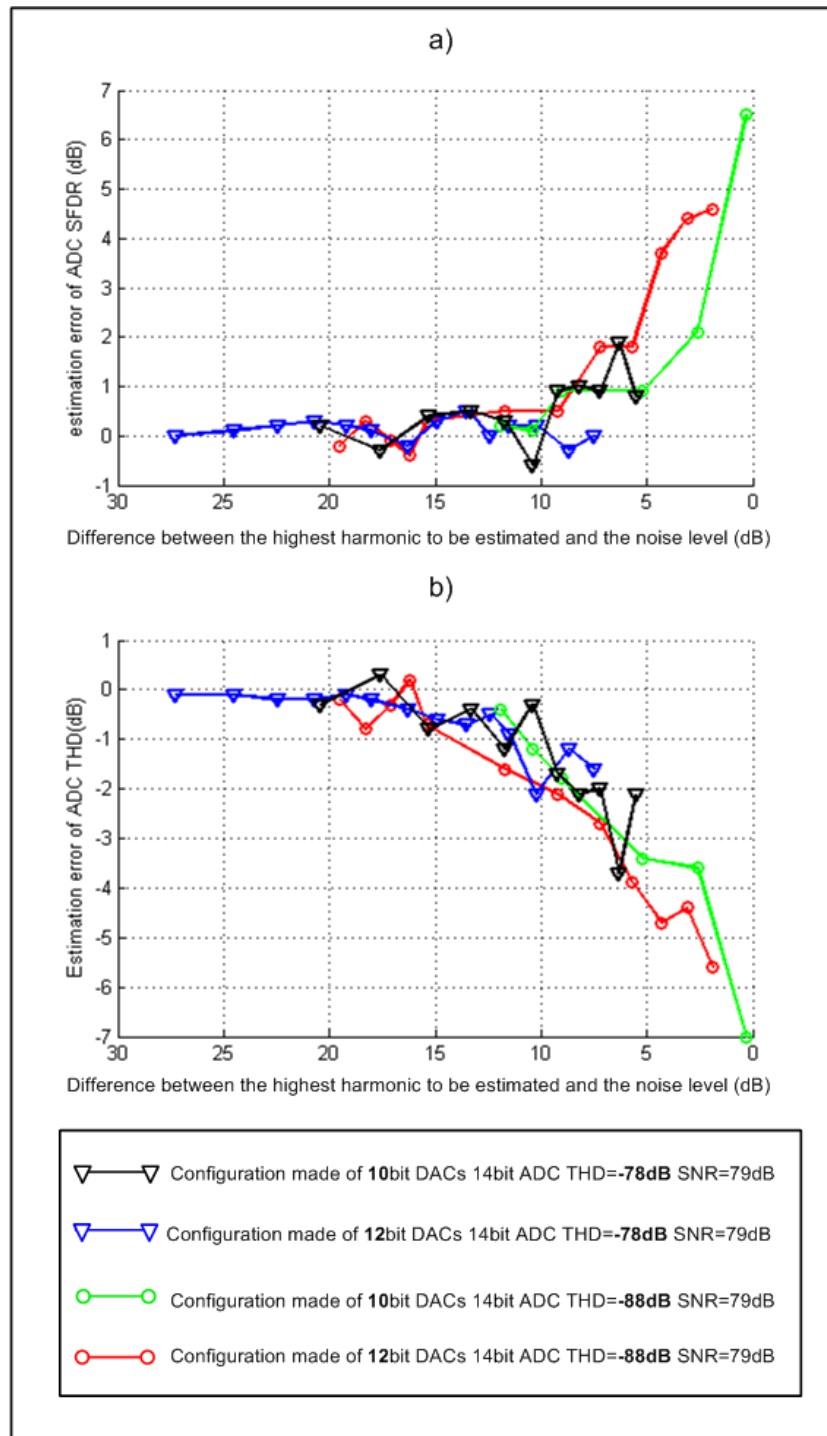 a)
7
6
5
4
3
2
1
0
-1
estimation error of ADC SFDR (dB)
30 25 20 15 10 5 0
Difference between the highest harmonic to be estimated and the noise level (dB)
b)
1
0
-1
-2
-3
-4
-5
-6
-7
Estimation error of ADC THD(dB)
30 25 20 15 10 5 0
Difference between the highest harmonic to be estimated and the noise level (dB)
Configuration made of 10bit DACs 14bit ADC THD=-78dB SNR=79dB
Configuration made of 12bit DACs 14bit ADC THD=-78dB SNR=79dB
Configuration made of 10bit DACs 14bit ADC THD=-88dB SNR=79dB
Configuration made of 12bit DACs 14bit ADC THD=-88dB SNR=79dB